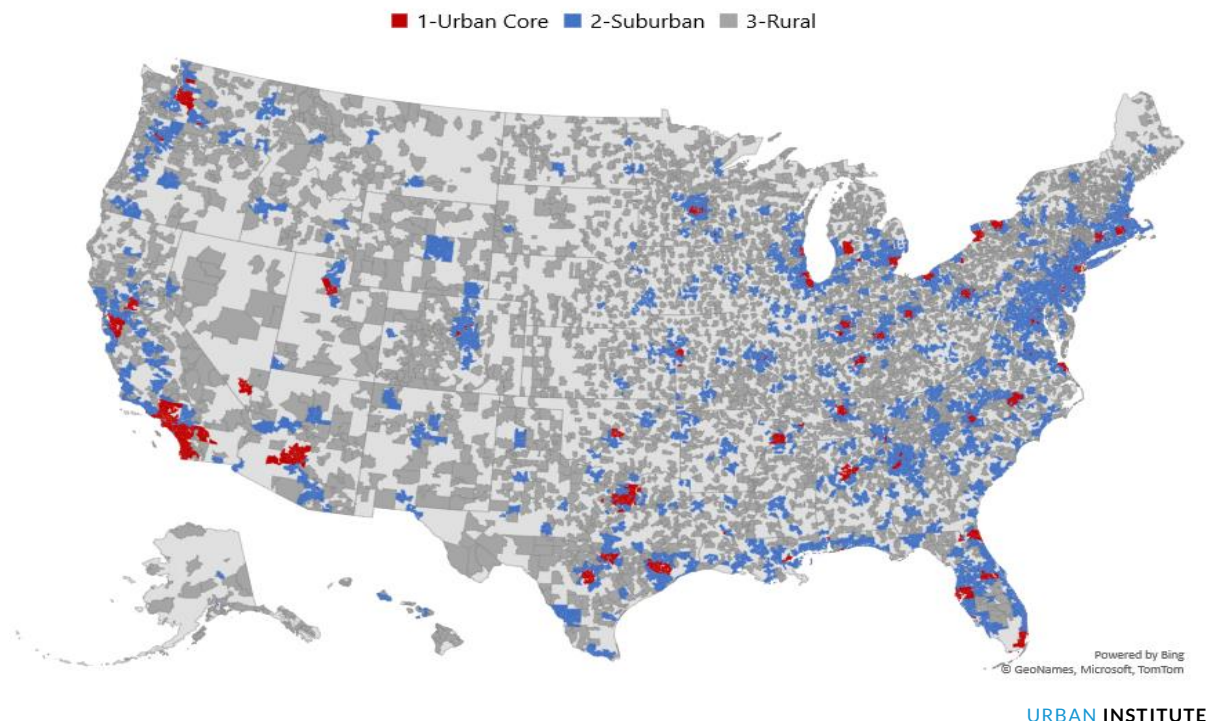 1-Urban Core 2-Suburban 3-Rural
Powered by Bing
© GeoNames, Microsoft, TomTom
URBAN INSTITUTE